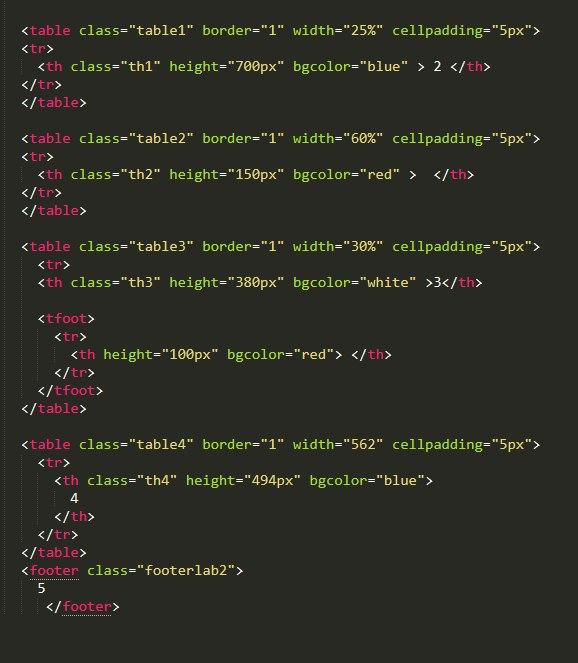 <table class="table1" border="1" width="25%" cellpadding="5px">
<tr>
  <th class="th1" height="700px" bgcolor="blue" > 2 </th>
</tr>
</table>

<table class="table2" border="1" width="60%" cellpadding="5px">
<tr>
  <th class="th2" height="150px" bgcolor="red" >  </th>
</tr>
</table>

<table class="table3" border="1" width="30%" cellpadding="5px">
  <tr>
  <th class="th3" height="380px" bgcolor="white" >3</th>

  <tfoot>
    <tr>
      <th height="100px" bgcolor="red"> </th>
    </tr>
  </tfoot>
</table>

<table class="table4" border="1" width="562" cellpadding="5px">
  <tr>
    <th class="th4" height="494px" bgcolor="blue">
      4
    </th>
  </tr>
</table>
<footer class="footerlab2">
  5
   </footer>